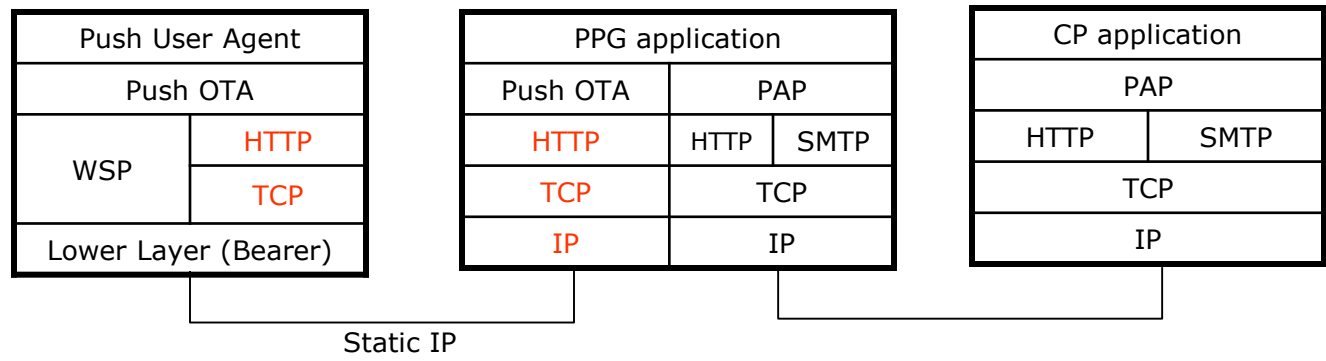 Push User Agent
Push OTA
WSP
HTTP
TCP
Lower Layer (Bearer)
PPG application
Push OTA
PAP
HTTP
HTTP
SMTP
TCP
TCP
IP
IP
CP application
PAP
HTTP
SMTP
TCP
IP
Static IP